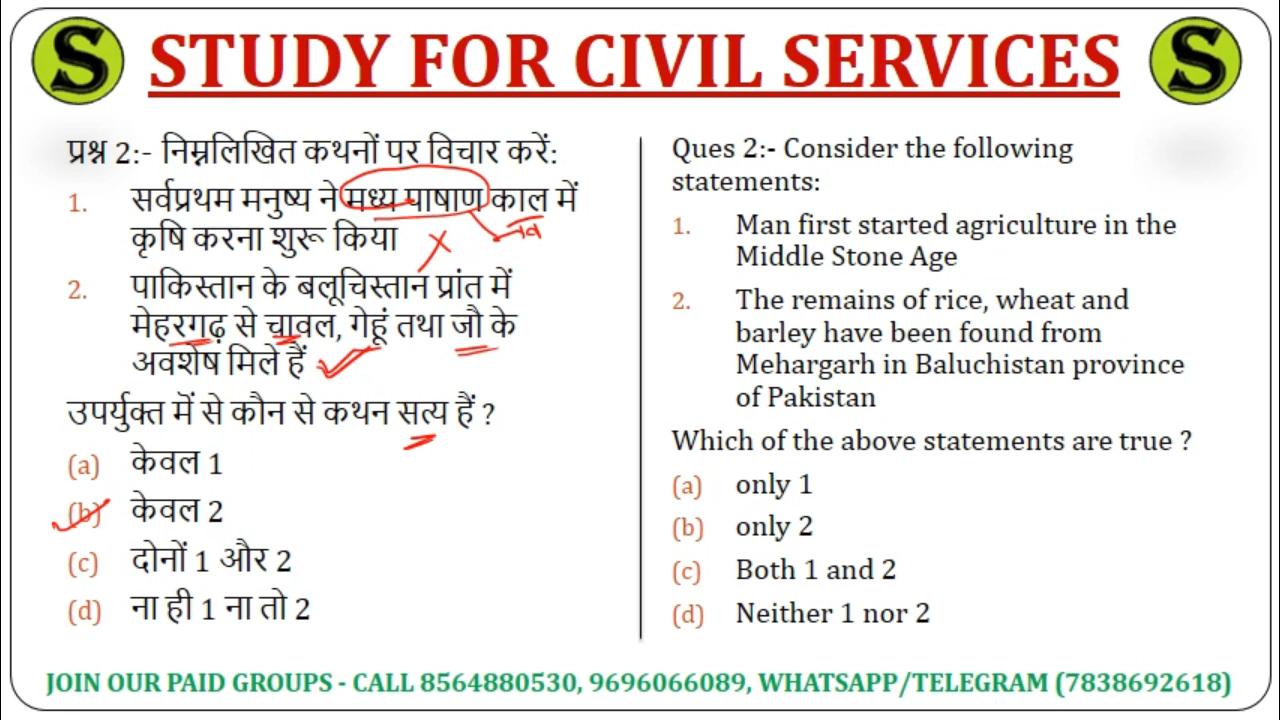 S
STUDY FOR CIVIL SERVICES
S
प्रश्न 2:- निम्नलिखित कथनों पर विचार करें:
1. सर्वप्रथम मनुष्य ने मध्य पाषाण काल में
कृषि करना शुरू किया
नव
2. पाकिस्तान के बलूचिस्तान प्रांत में
मेहरगढ़ से चावल, गेहूं तथा जौ के
अवशेष मिले हैं
उपर्युक्त में से कौन से कथन सत्य हैं ?
(a) केवल 1
(b) केवल 2
(c) दोनों 1 और 2
(d) ना ही 1 ना तो 2
Ques 2:- Consider the following
statements:
1. Man first started agriculture in the
Middle Stone Age
2. The remains of rice, wheat and
barley have been found from
Mehargarh in Baluchistan province
of Pakistan
Which of the above statements are true ?
(a) only 1
(b) only 2
(c) Both 1 and 2
(d) Neither 1 nor 2
JOIN OUR PAID GROUPS - CALL 8564880530, 9696066089, WHATSAPP/TELEGRAM (7838692618)